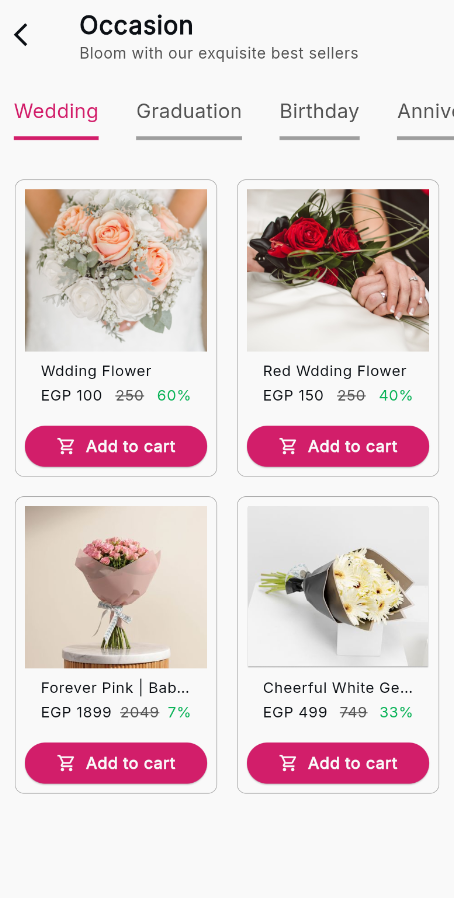 Occasion
Bloom with our exquisite best sellers
Wedding Graduation Birthday Annive
Wdding Flower
EGP 100 250 60%
Add to cart
Red Wdding Flower
EGP 150 250 40%
Add to cart
Forever Pink | Bab...
EGP 1899 2049 7%
Add to cart
Cheerful White Ge...
EGP 499 749 33%
Add to cart